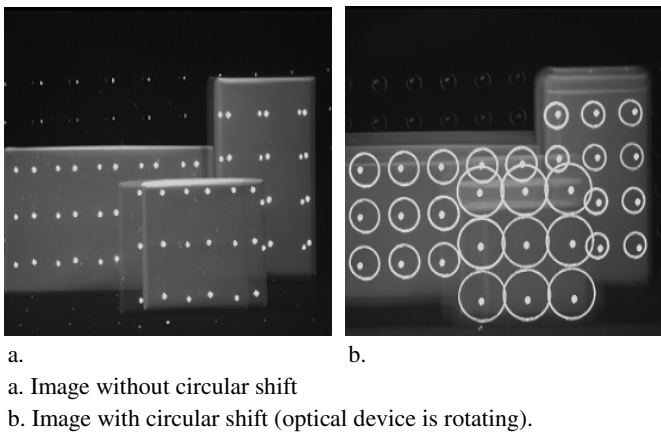 a.
b.
a. Image without circular shift
b. Image with circular shift (optical device is rotating).